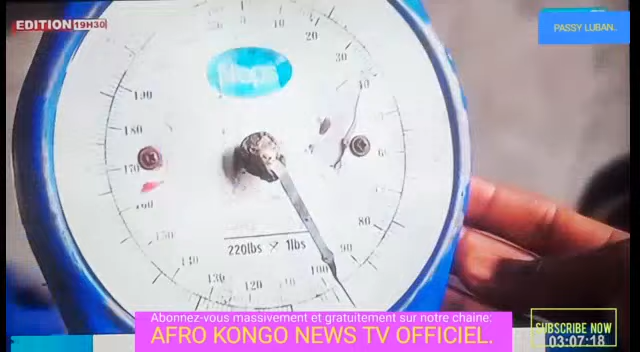 EDITION 19H30
PASSY LUBAN..
10
20
30
40
190
180
170
60
80
150
90
220lbs × 1lbs
140
100
130
120
110
Abonnez-vous massivement et gratuitement sur notre chaine:
AFRO KONGO NEWS TV OFFICIEL.
SUBSCRIBE NOW
03:07:18